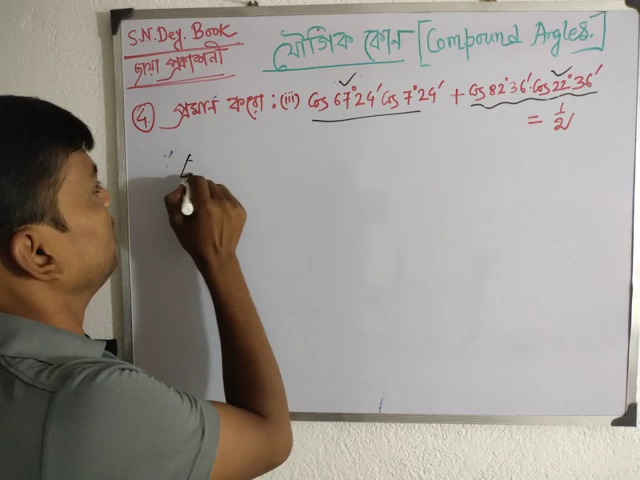 S.N.Dey. Book
ছায়া প্রকাশনী
যৌগিক কোন [Compound Angles.]
④ প্রমান করো : (iii) Cos 67°24′ Cos 7°24′ + Cos 82°36′. Cos 22°36′
= 1/2
∴